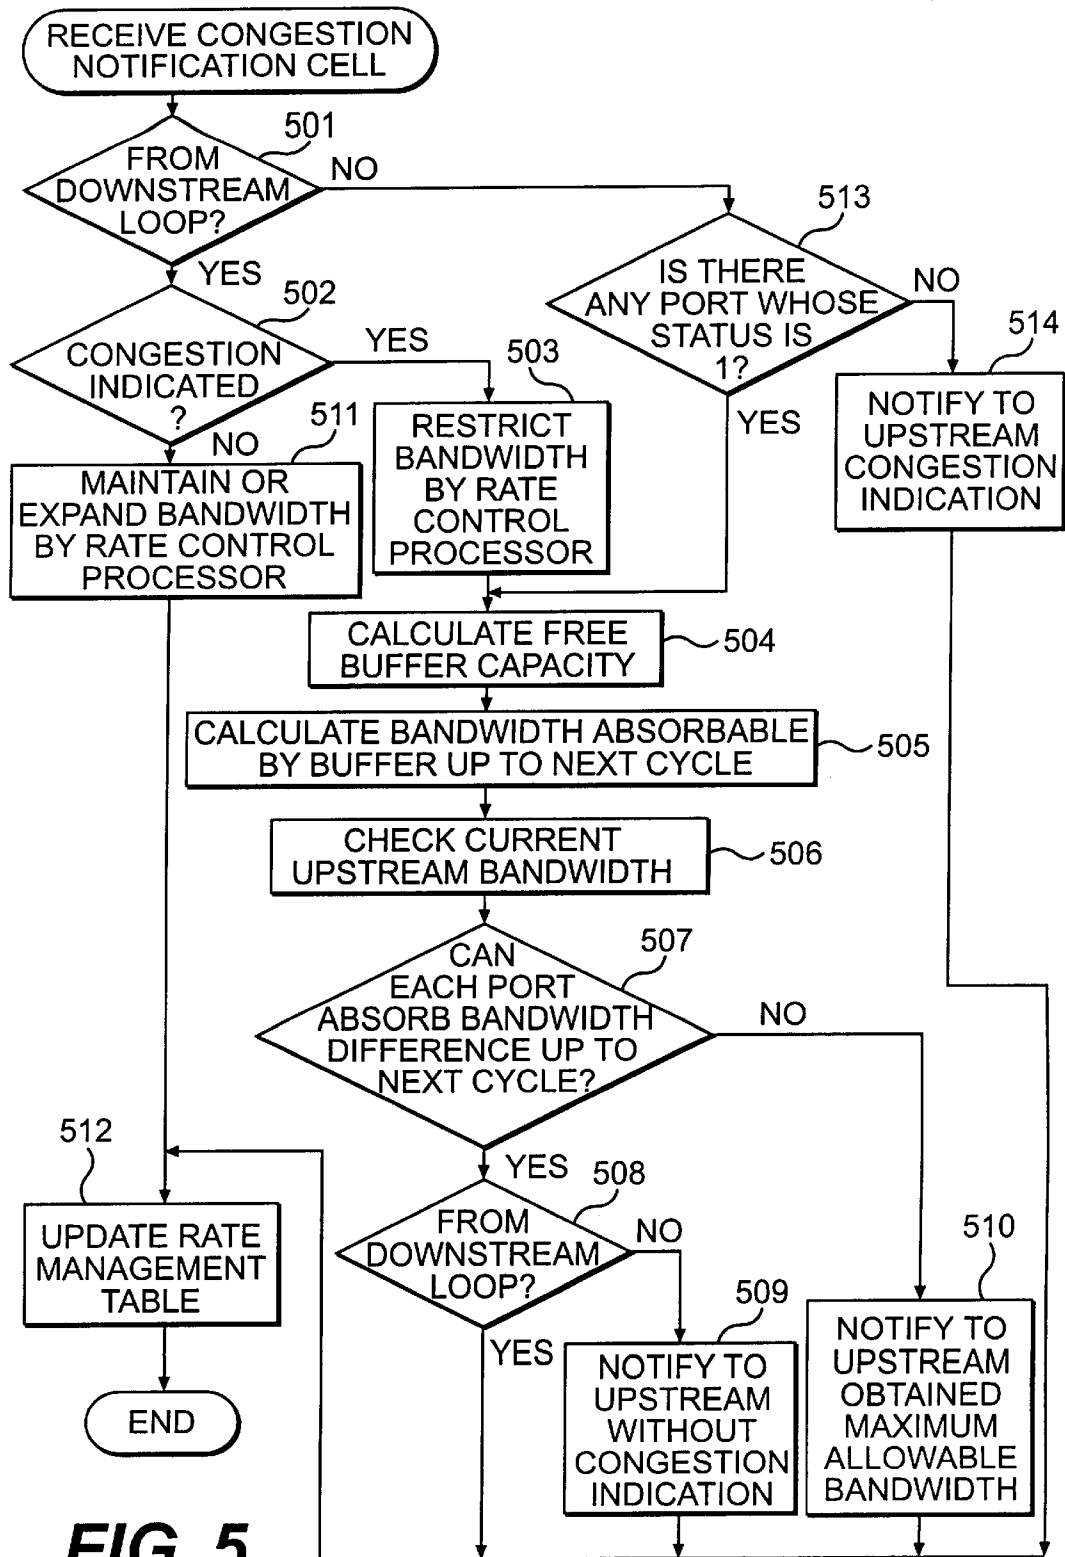 RECEIVE CONGESTION
NOTIFICATION CELL
501
FROM
DOWNSTREAM
LOOP?
NO
YES
513
IS THERE
ANY PORT WHOSE
STATUS IS
1?
NO
YES
502
CONGESTION
INDICATED
?
YES
NO
503
RESTRICT
BANDWIDTH
BY RATE
CONTROL
PROCESSOR
514
NOTIFY TO
UPSTREAM
CONGESTION
INDICATION
511
MAINTAIN OR
EXPAND BANDWIDTH
BY RATE CONTROL
PROCESSOR
CALCULATE FREE
BUFFER CAPACITY
504
CALCULATE BANDWIDTH ABSORBABLE
BY BUFFER UP TO NEXT CYCLE
505
CHECK CURRENT
UPSTREAM BANDWIDTH
506
CAN
EACH PORT
ABSORB BANDWIDTH
DIFFERENCE UP TO
NEXT CYCLE?
507
NO
YES
512
UPDATE RATE
MANAGEMENT
TABLE
END
508
FROM
DOWNSTREAM
LOOP?
NO
YES
509
NOTIFY TO
UPSTREAM
WITHOUT
CONGESTION
INDICATION
510
NOTIFY TO
UPSTREAM
OBTAINED
MAXIMUM
ALLOWABLE
BANDWIDTH
FIG. 5